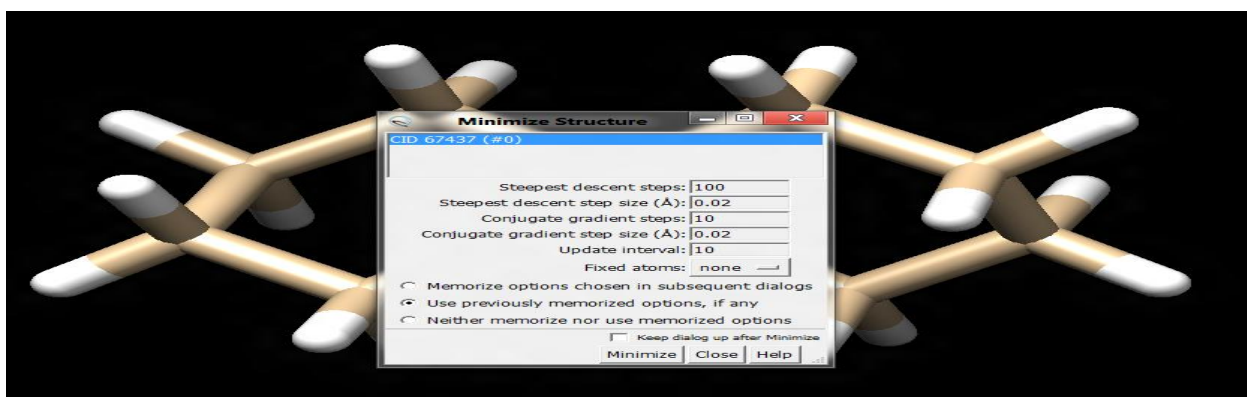 Minimize Structure
CID 67437 (#0)
Steepest descent steps: 100
Steepest descent step size (Å): 0.02
Conjugate gradient steps: 10
Conjugate gradient step size (Å): 0.02
Update interval: 10
Fixed atoms: none
Memorize options chosen in subsequent dialogs
Use previously memorized options, if any
Neither memorize nor use memorized options
Keep dialog up after Minimize
Minimize Close Help